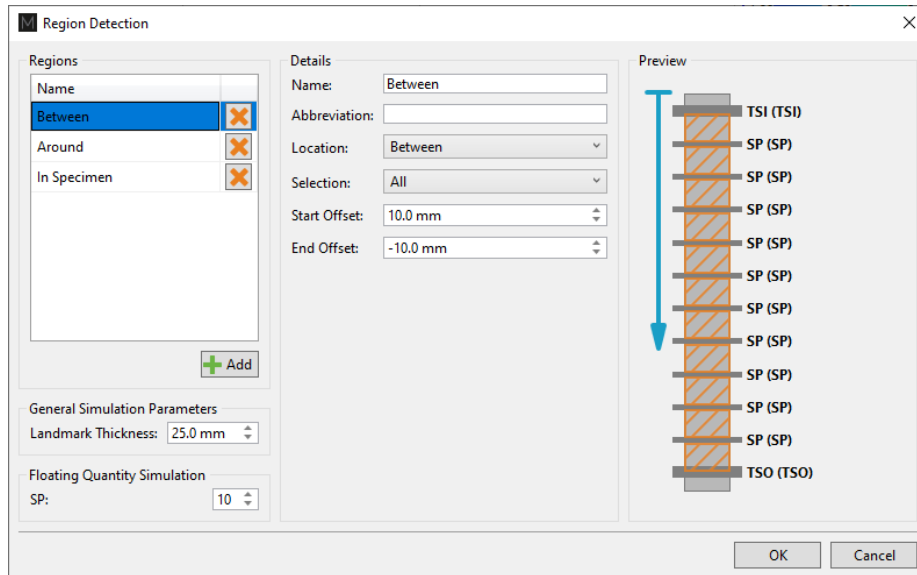 M Region Detection
Regions
Name
Between
Around
In Specimen
Add
General Simulation Parameters
Landmark Thickness: 25.0 mm
Floating Quantity Simulation
SP: 10
Details
Name: Between
Abbreviation:
Location: Between
Selection: All
Start Offset: 10.0 mm
End Offset: -10.0 mm
Preview
TSI (TSI)
SP (SP)
SP (SP)
SP (SP)
SP (SP)
SP (SP)
SP (SP)
SP (SP)
SP (SP)
SP (SP)
SP (SP)
TSO (TSO)
OK Cancel